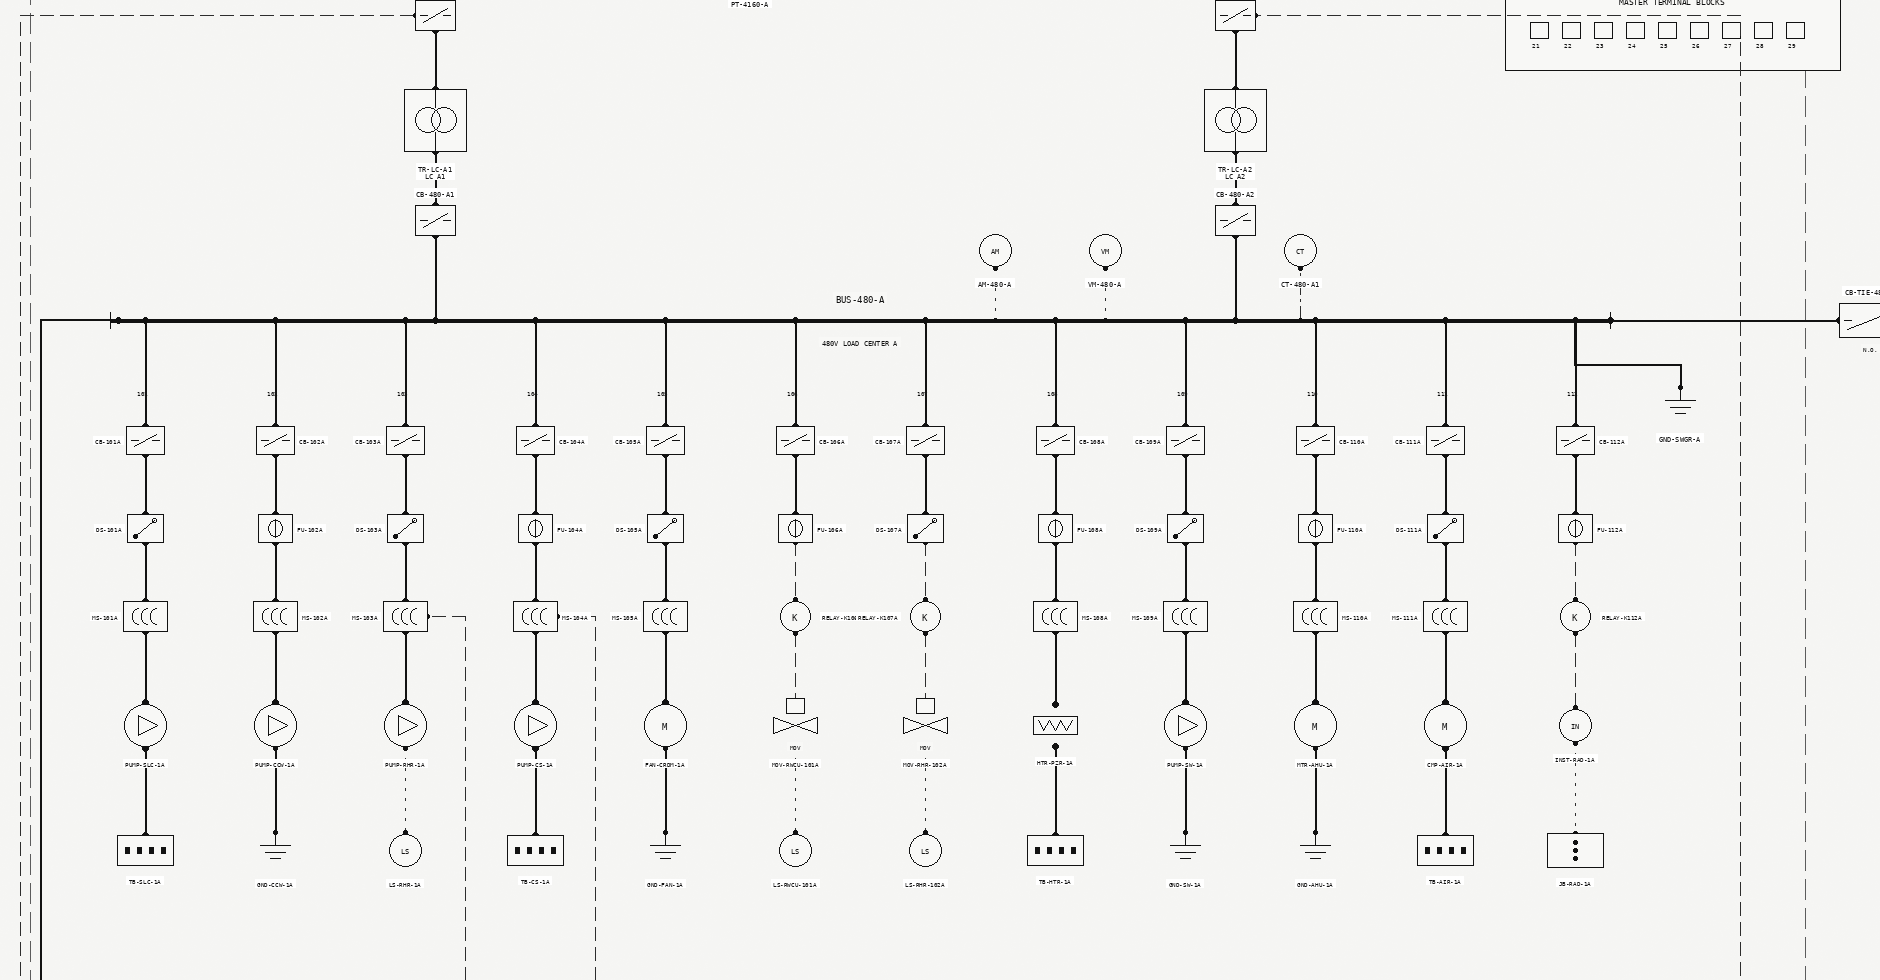 PT-4160-A
MASTER TERMINAL BLOCKS
21 22 23 24 25 26 27 28 29
TR-LC-A1
LC A1
CB-480-A1
TR-LC-A2
LC A2
CB-480-A2
AM
VM
CT
AM-480-A
VM-480-A
CT-480-A1
BUS-480-A
480V LOAD CENTER A
N.O.
CB-101A
CB-102A
CB-103A
CB-104A
CB-105A
CB-106A
CB-107A
CB-108A
CB-109A
CB-110A
CB-111A
CB-112A
GND-SWGR-A
DS-101A
FU-102A
DS-103A
FU-104A
DS-105A
FU-106A
DS-107A
FU-108A
DS-109A
FU-110A
DS-111A
FU-112A
MS-101A
MS-102A
MS-103A
MS-104A
MS-105A
K
RELAY-K107A
K
MS-108A
MS-109A
MS-110A
MS-111A
K
RELAY-K112A
M
M
M
IN
MOV
MOV
PUMP-SLC-1A
PUMP-CCW-1A
PUMP-RHR-1A
PUMP-CS-1A
FAN-CRDM-1A
MOV-RWCU-101A
MOV-RHR-102A
HTR-PZR-1A
PUMP-SW-1A
MTR-AHU-1A
CMP-AIR-1A
INST-RAD-1A
LS
LS
LS
TB-SLC-1A
GND-CCW-1A
LS-RHR-1A
TB-CS-1A
GND-FAN-1A
LS-RWCU-101A
LS-RHR-102A
TB-HTR-1A
GND-SW-1A
GND-AHU-1A
TB-AIR-1A
JB-RAD-1A